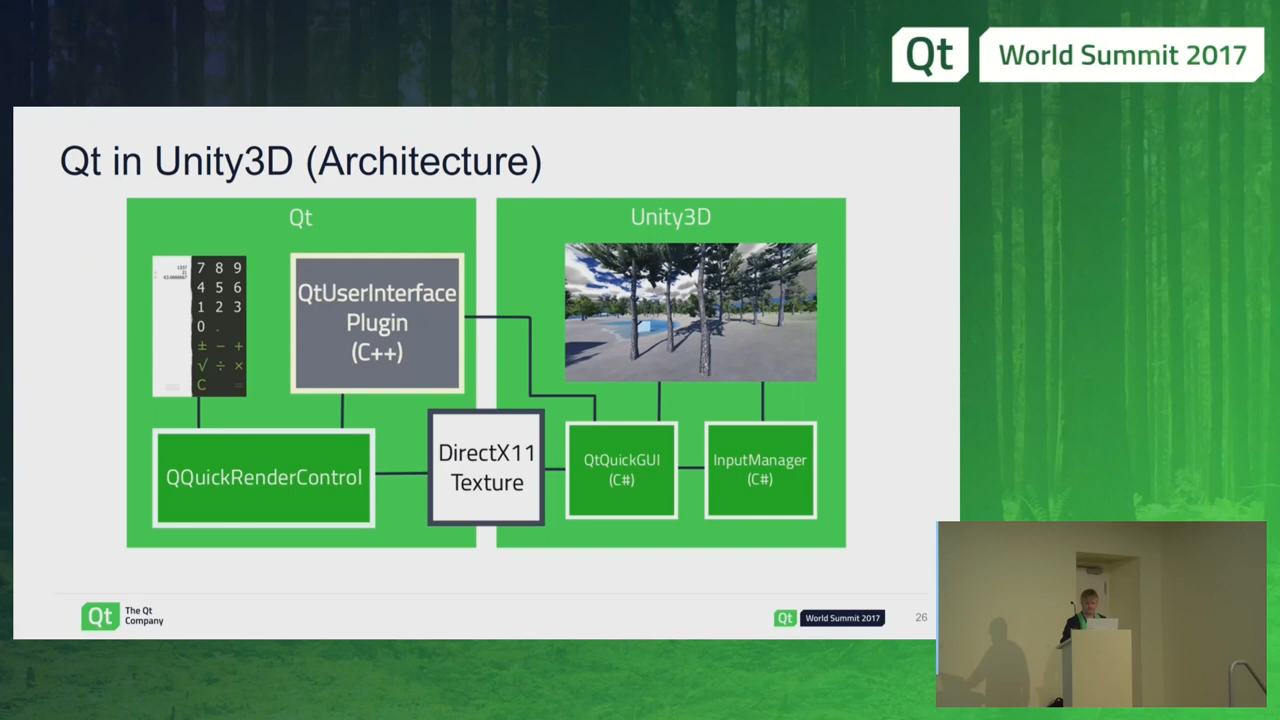 Qt
World Summit 2017
Qt in Unity3D (Architecture)
Qt
7 8 9
4 5 6
1 2 3
0 .
± − +
√ ÷ ×
C =
QtUserInterface
Plugin
(C++)
QQuickRenderControl
DirectX11
Texture
Unity3D
QtQuickGUI
(C#)
InputManager
(C#)
Qt
The Qt
Company
Qt
World Summit 2017
26